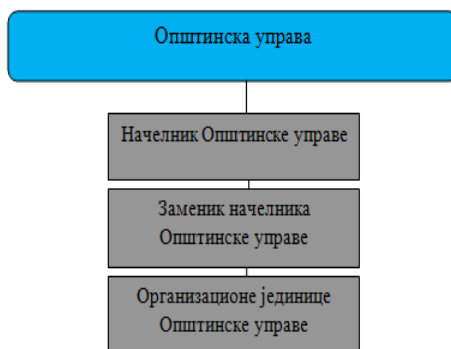 Општинска управа
Начелник Општинске управе
Заменик начелника
Општинске управе
Организационе јединице
Општинске управе